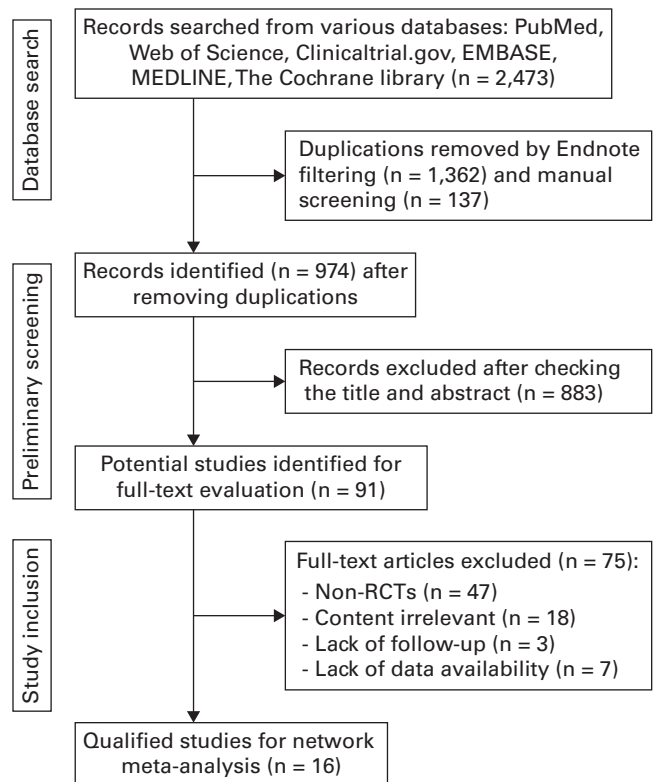 Database search
Records searched from various databases: PubMed,
Web of Science, Clinicaltrial.gov, EMBASE,
MEDLINE, The Cochrane library (n = 2,473)
Duplications removed by Endnote
filtering (n = 1,362) and manual
screening (n = 137)
Preliminary screening
Records identified (n = 974) after
removing duplications
Records excluded after checking
the title and abstract (n = 883)
Potential studies identified for
full-text evaluation (n = 91)
Study inclusion
Full-text articles excluded (n = 75):
- Non-RCTs (n = 47)
- Content irrelevant (n = 18)
- Lack of follow-up (n = 3)
- Lack of data availability (n = 7)
Qualified studies for network
meta-analysis (n = 16)